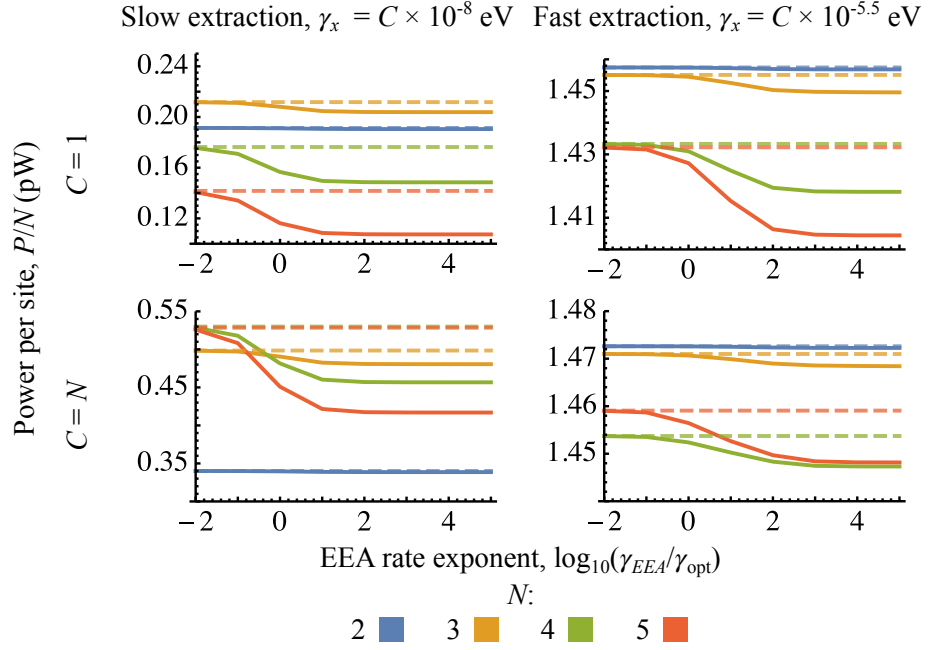 Slow extraction, γx = C × 10-8 eV
Fast extraction, γx = C × 10-5.5 eV
Power per site, P/N (pW)
C = 1
0.24
0.20
0.16
0.12
−2 0 2 4
1.45
1.43
1.41
−2 0 2 4
C = N
0.55
0.45
0.35
−2 0 2 4
1.48
1.47
1.46
1.45
−2 0 2 4
EEA rate exponent, log10(γEEA/γopt)
N:
2 3 4 5